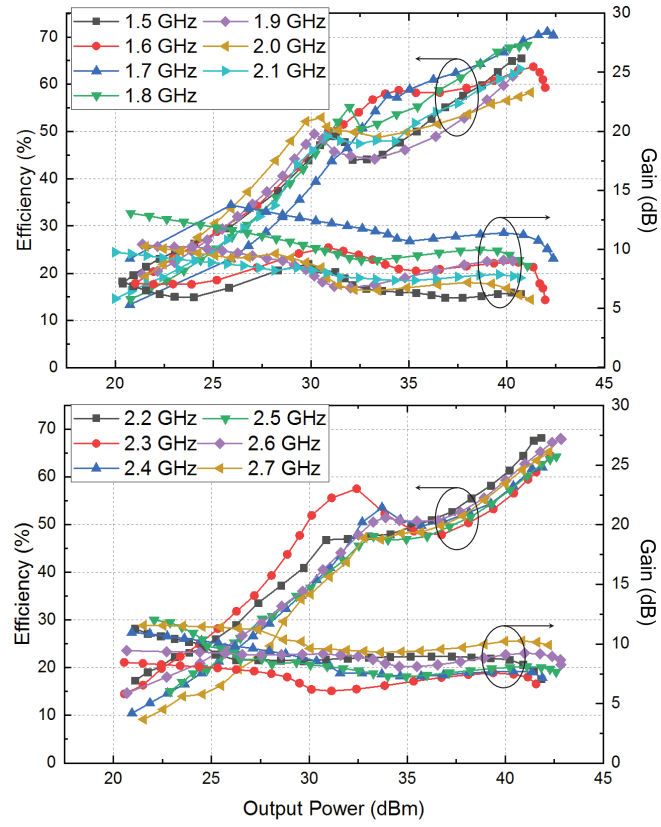 1.5 GHz 1.9 GHz
1.6 GHz 2.0 GHz
1.7 GHz 2.1 GHz
1.8 GHz
70
60
50
40
30
20
10
0
Efficiency (%)
30
25
20
15
10
5
0
Gain (dB)
20 25 30 35 40 45
2.2 GHz 2.5 GHz
2.3 GHz 2.6 GHz
2.4 GHz 2.7 GHz
70
60
50
40
30
20
10
0
Efficiency (%)
30
25
20
15
10
5
0
Gain (dB)
20 25 30 35 40 45
Output Power (dBm)